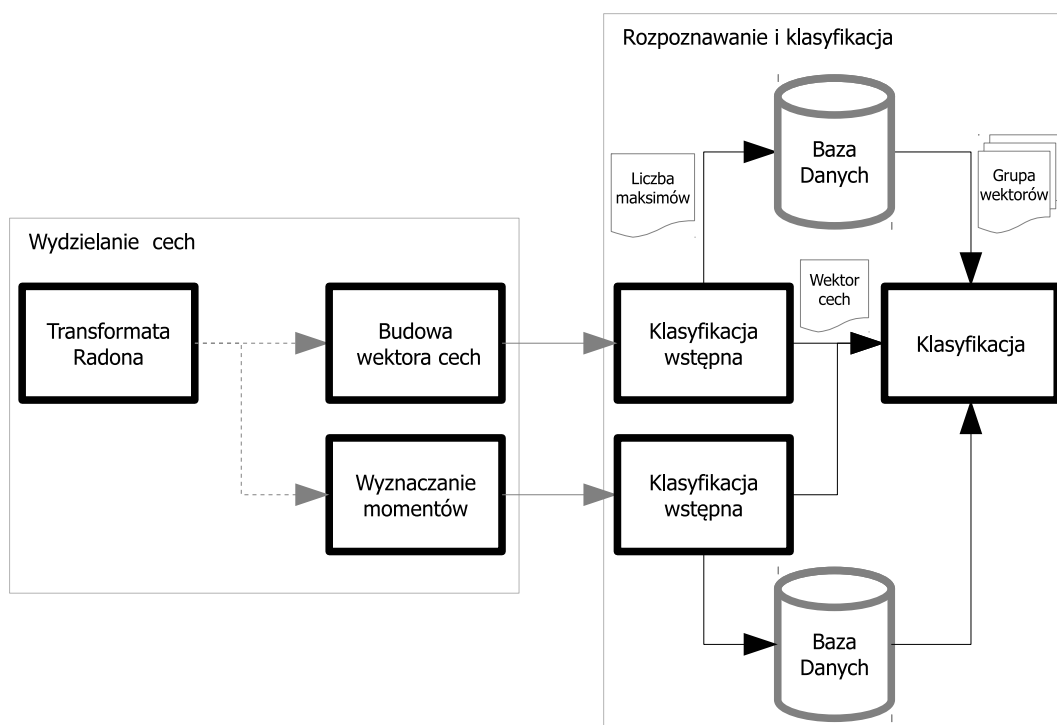 Rozpoznawanie i klasyfikacja
Baza
Danych
Liczba
maksimów
Grupa
wektorów
Wydzielanie cech
Wektor
cech
Transformata
Radona
Budowa
wektora cech
Klasyfikacja
wstępna
Klasyfikacja
Wyznaczanie
momentów
Klasyfikacja
wstępna
Baza
Danych